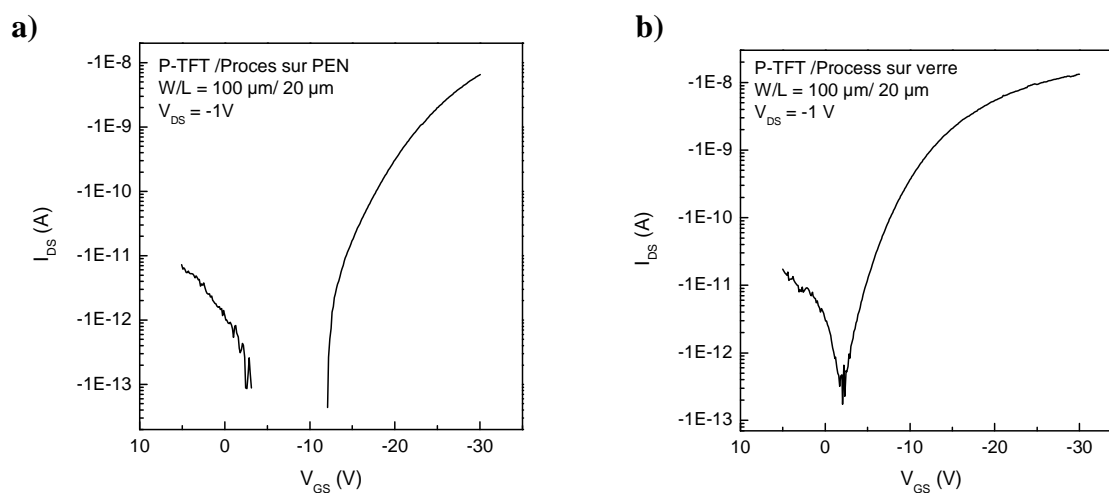 a)
P-TFT /Proces sur PEN
W/L = 100 µm/ 20 µm
V_DS = -1V
-1E-8
-1E-9
-1E-10
-1E-11
-1E-12
-1E-13
I_DS (A)
10 0 -10 -20 -30
V_GS (V)
b)
P-TFT /Process sur verre
W/L = 100 µm/ 20 µm
V_DS = -1 V
-1E-8
-1E-9
-1E-10
-1E-11
-1E-12
-1E-13
I_DS (A)
10 0 -10 -20 -30
V_GS (V)